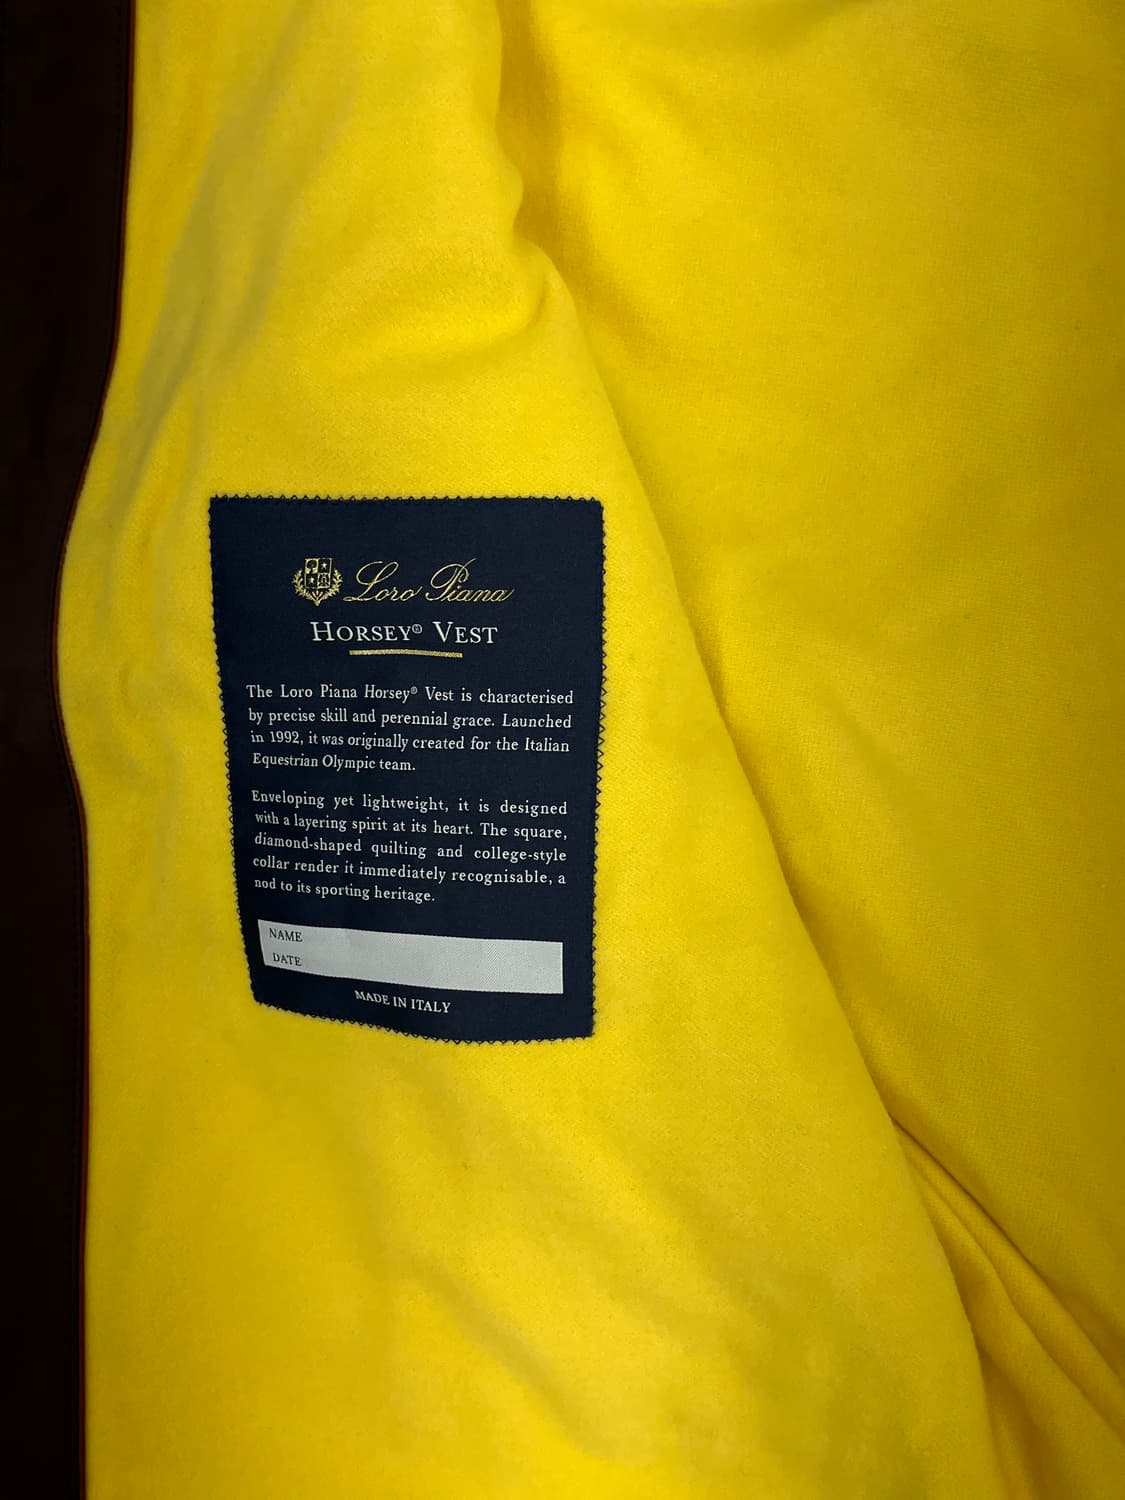 Loro Piana
HORSEY® VEST
The Loro Piana Horsey® Vest is characterised
by precise skill and perennial grace. Launched
in 1992, it was originally created for the Italian
Equestrian Olympic team.
Enveloping yet lightweight, it is designed
with a layering spirit at its heart. The square,
diamond-shaped quilting and college-style
collar render it immediately recognisable, a
nod to its sporting heritage.
NAME
DATE
MADE IN ITALY